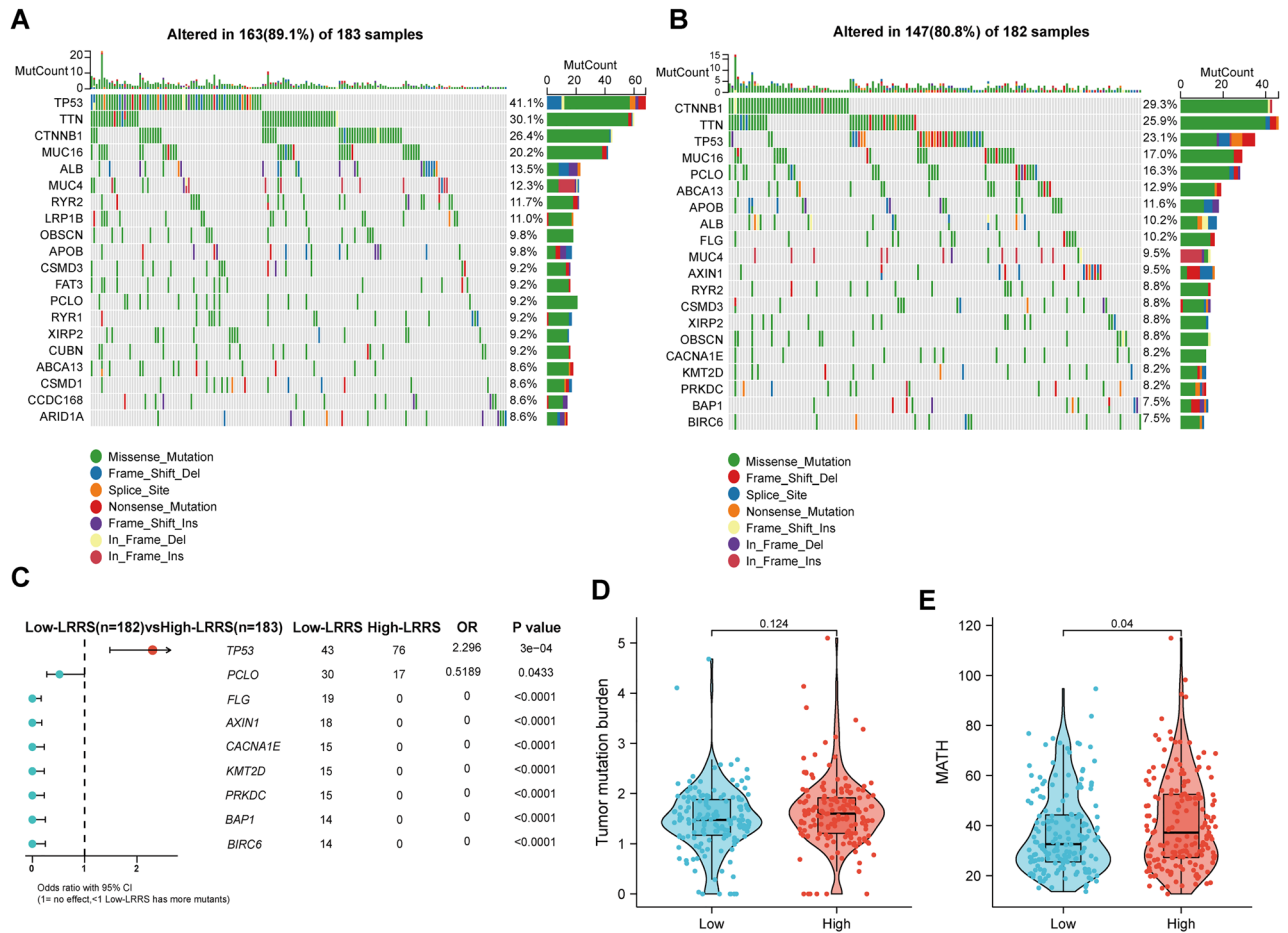 A
Altered in 163(89.1%) of 183 samples
20
MutCount 10
0
MutCount
0 20 40 60
TP53 41.1%
TTN 30.1%
CTNNB1 26.4%
MUC16 20.2%
ALB 13.5%
MUC4 12.3%
RYR2 11.7%
LRP1B 11.0%
OBSCN 9.8%
APOB 9.8%
CSMD3 9.2%
FAT3 9.2%
PCLO 9.2%
RYR1 9.2%
XIRP2 9.2%
CUBN 9.2%
ABCA13 8.6%
CSMD1 8.6%
CCDC168 8.6%
ARID1A 8.6%
Missense_Mutation
Frame_Shift_Del
Splice_Site
Nonsense_Mutation
Frame_Shift_Ins
In_Frame_Del
In_Frame_Ins
B
Altered in 147(80.8%) of 182 samples
15
MutCount 10
5
0
MutCount
0 20 40
CTNNB1 29.3%
TTN 25.9%
TP53 23.1%
MUC16 17.0%
PCLO 16.3%
ABCA13 12.9%
APOB 11.6%
ALB 10.2%
FLG 10.2%
MUC4 9.5%
AXIN1 9.5%
RYR2 8.8%
CSMD3 8.8%
XIRP2 8.8%
OBSCN 8.8%
CACNA1E 8.2%
KMT2D 8.2%
PRKDC 8.2%
BAP1 7.5%
BIRC6 7.5%
Missense_Mutation
Frame_Shift_Del
Splice_Site
Nonsense_Mutation
Frame_Shift_Ins
In_Frame_Del
In_Frame_Ins
C
Low-LRRS(n=182)vsHigh-LRRS(n=183) Low-LRRS High-LRRS OR P value
TP53 43 76 2.296 3e−04
PCLO 30 17 0.5189 0.0433
FLG 19 0 0 <0.0001
AXIN1 18 0 0 <0.0001
CACNA1E 15 0 0 <0.0001
KMT2D 15 0 0 <0.0001
PRKDC 15 0 0 <0.0001
BAP1 14 0 0 <0.0001
BIRC6 14 0 0 <0.0001
0 1 2
Odds ratio with 95% CI
(1= no effect,<1 Low-LRRS has more mutants)
D
0.124
5
4
3
2
1
0
Tumor mutation burden
Low High
E
0.04
120
100
80
60
40
20
MATH
Low High